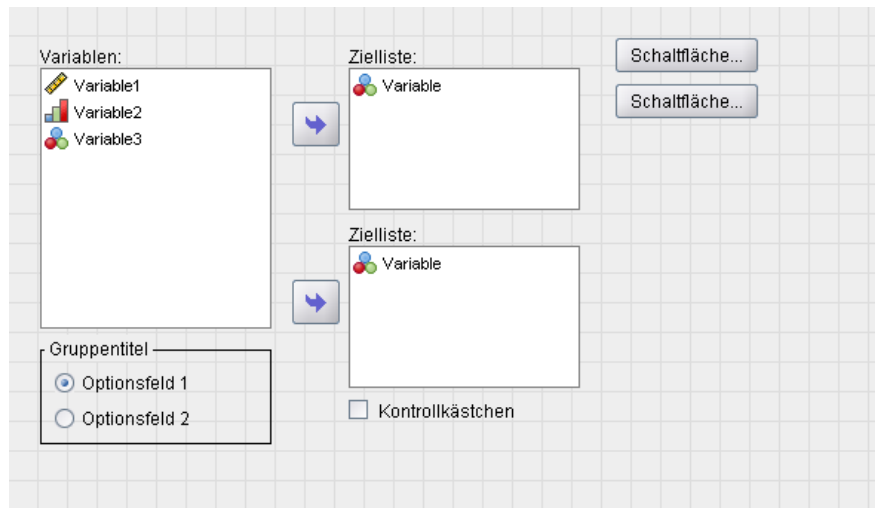 Variablen:
Variable1
Variable2
Variable3
Zielliste:
Variable
Zielliste:
Variable
Schaltfläche...
Schaltfläche...
Gruppentitel
Optionsfeld 1
Optionsfeld 2
Kontrollkästchen